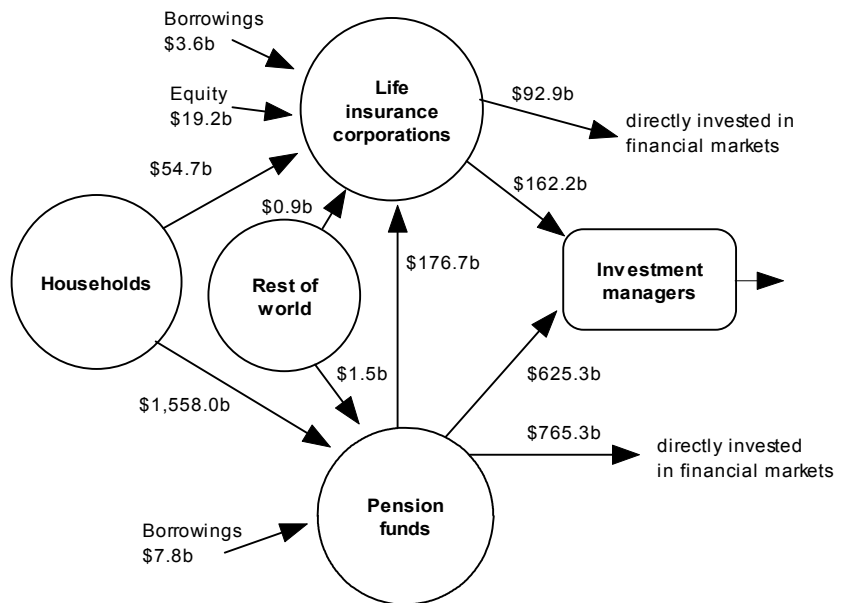 Borrowings
$3.6b
Equity
$19.2b
Life
insurance
corporations
$92.9b
directly invested in
financial markets
$54.7b
$162.2b
$0.9b
Households
Rest of
world
$176.7b
Investment
managers
$1,558.0b
$1.5b
$625.3b
$765.3b
directly invested
in financial markets
Pension
funds
Borrowings
$7.8b